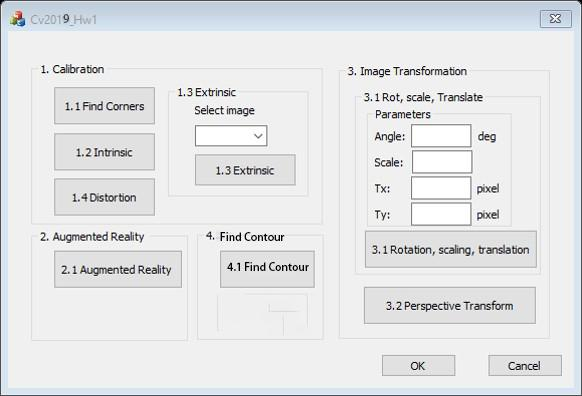 Cv2019_Hw1
1. Calibration
1.1 Find Corners
1.2 Intrinsic
1.4 Distortion
1.3 Extrinsic
Select image
1.3 Extrinsic
2. Augmented Reality
2.1 Augmented Reality
4. Find Contour
4.1 Find Contour
3. Image Transformation
3.1 Rot, scale, Translate
Parameters
Angle: deg
Scale:
Tx: pixel
Ty: pixel
3.1 Rotation, scaling, translation
3.2 Perspective Transform
OK Cancel